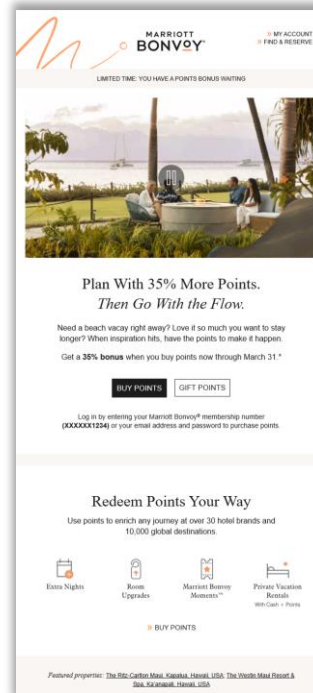 MARRIOTT
BONVOY™
» MY ACCOUNT
» FIND & RESERVE
LIMITED TIME: YOU HAVE A POINTS BONUS WAITING
Plan With 35% More Points.
Then Go With the Flow.
Need a beach vacay right away? Love it so much you want to stay
longer? When inspiration hits, have the points to make it happen.
Get a 35% bonus when you buy points now through March 31.*
BUY POINTS
GIFT POINTS
Log in by entering your Marriott Bonvoy® membership number
(XXXXXX1234) or your email address and password to purchase points.
Redeem Points Your Way
Use points to enrich any journey at over 30 hotel brands and
10,000 global destinations.
Extra Nights
Room
Upgrades
Marriott Bonvoy
Moments™
Private Vacation
Rentals
With Cash + Points
» BUY POINTS
Featured properties: The Ritz-Carlton Maui, Kapalua, Hawaii, USA; The Westin Maui Resort &
Spa, Ka'anapali, Hawaii, USA